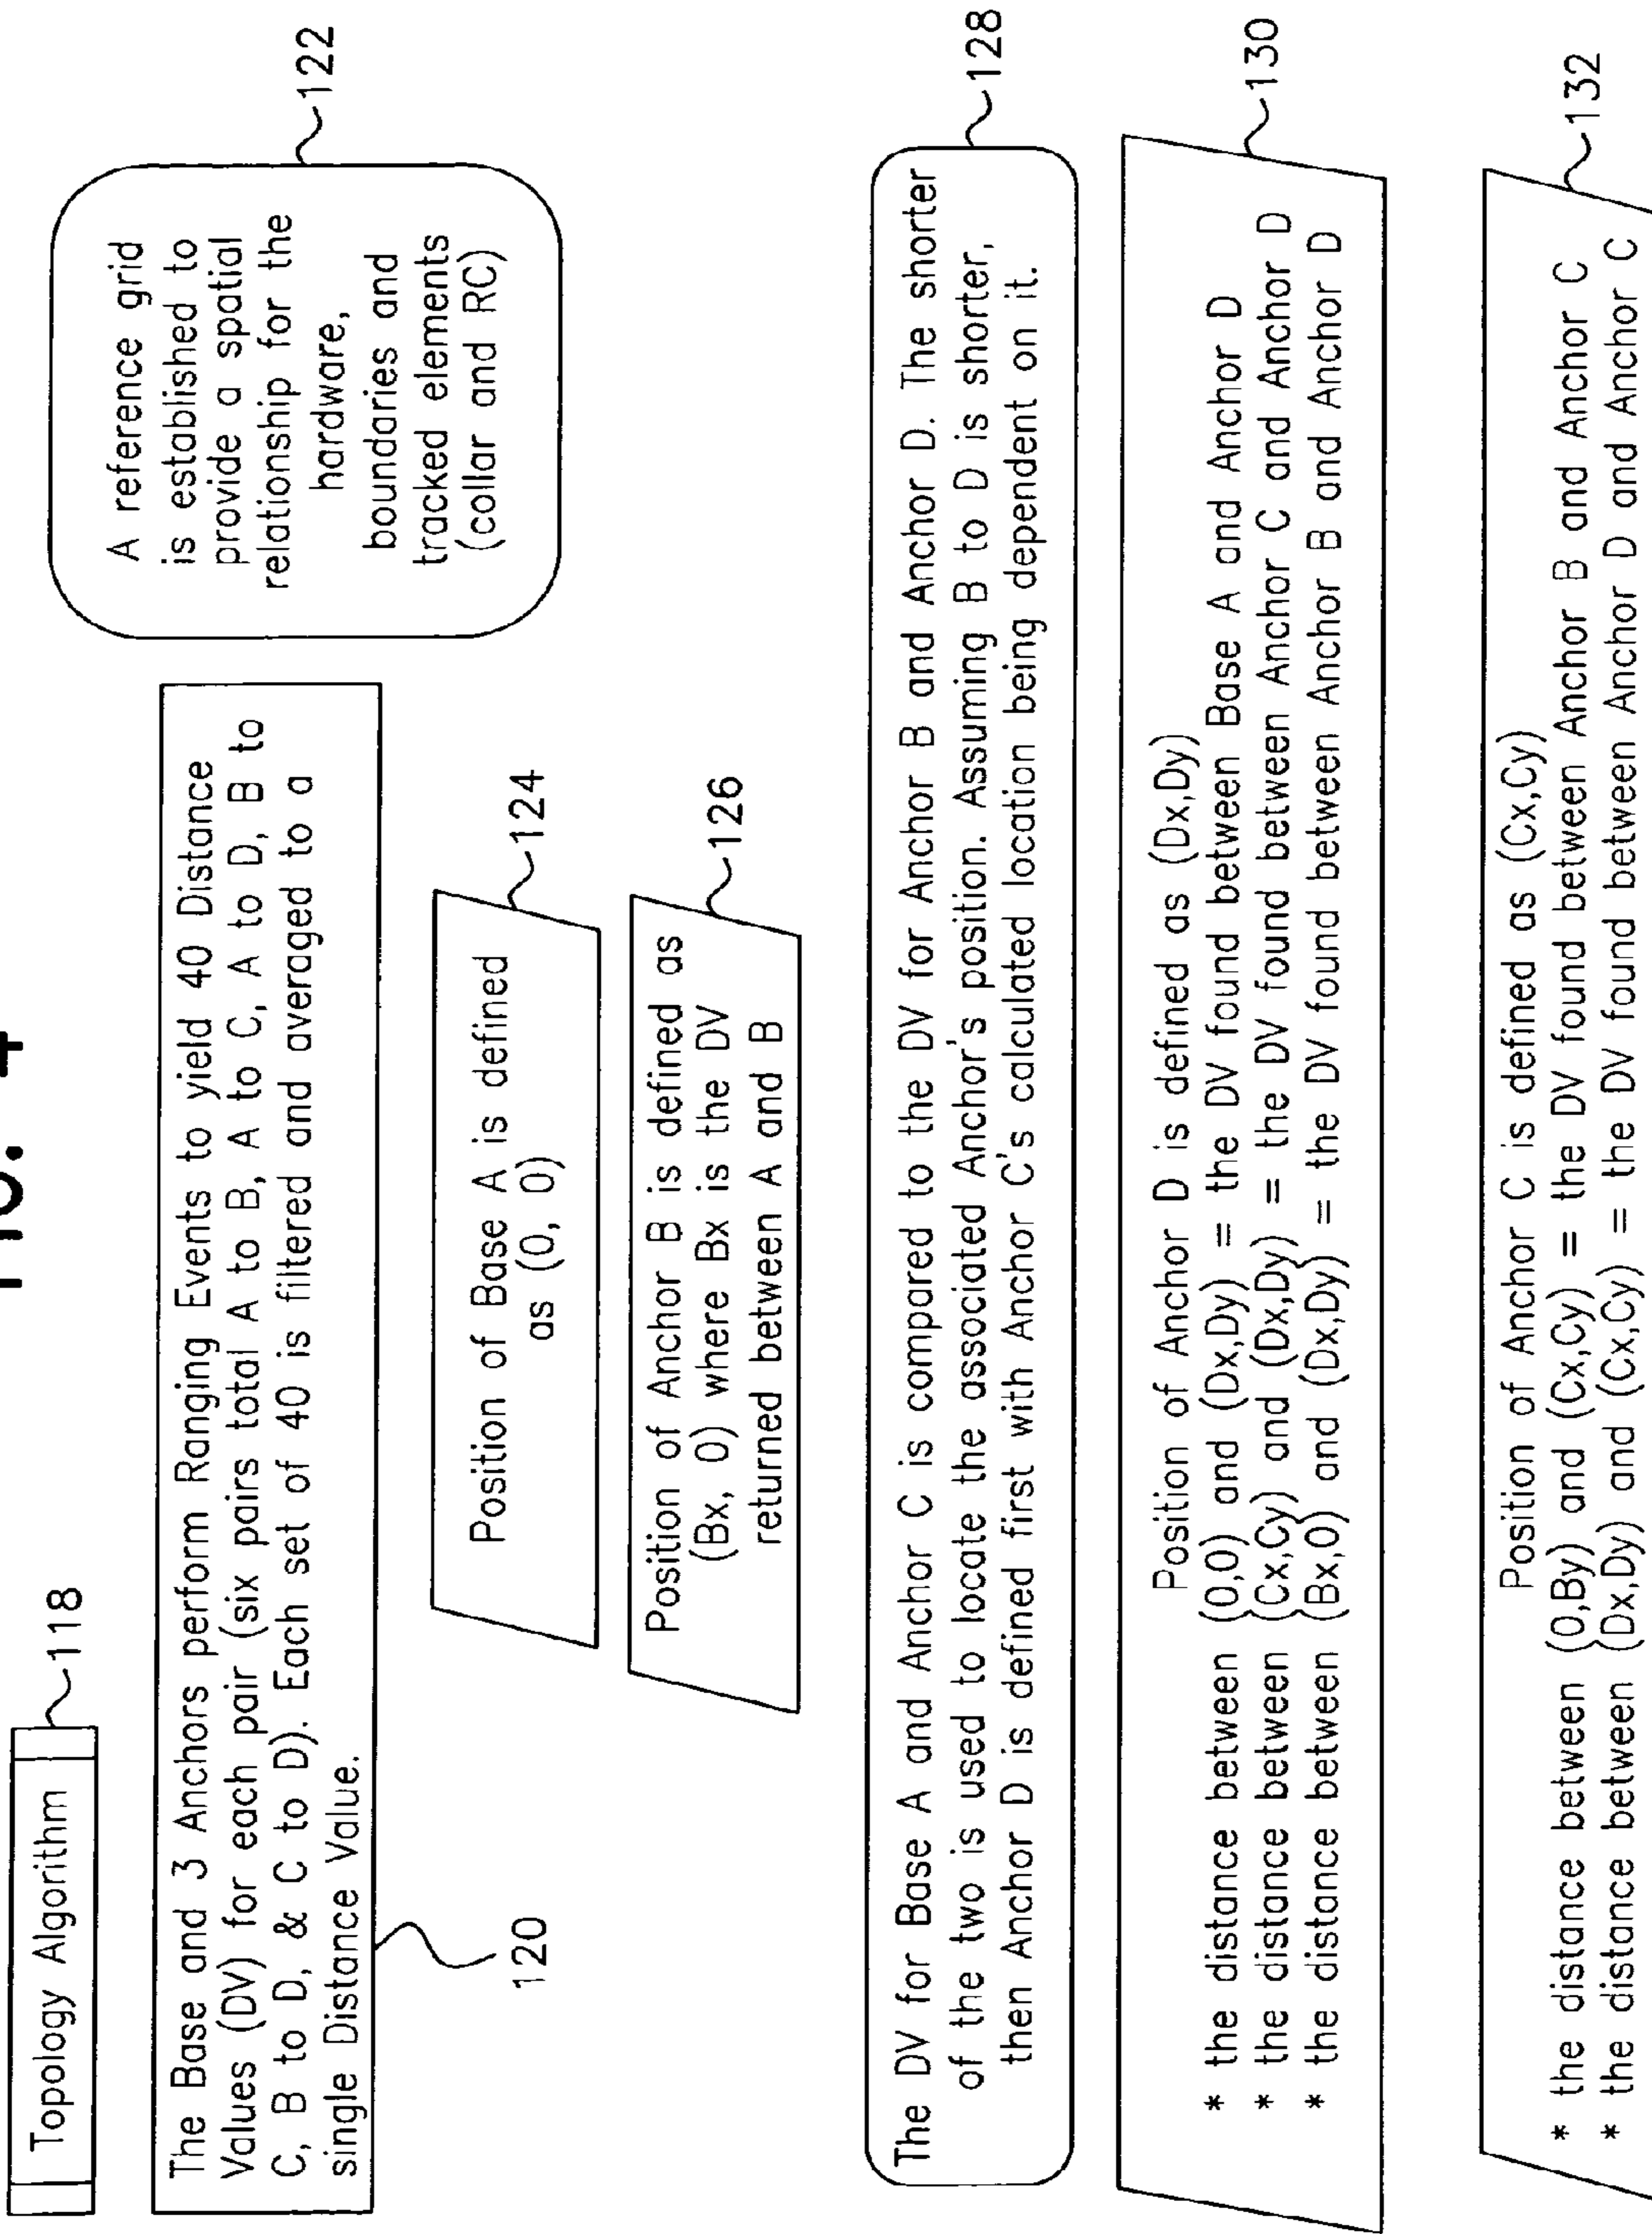 Topology Algorithm
118
The Base and 3 Anchors perform Ranging Events to yield 40 Distance
Values (DV) for each pair (six pairs total A to B, A to C, A to D, B to
C, B to D, & C to D). Each set of 40 is filtered and averaged to a
single Distance Value.
120
A reference grid
is established to
provide a spatial
relationship for the
hardware,
boundaries and
tracked elements
(collar and RC)
122
Position of Base A is defined
as (0, 0)
124
Position of Anchor B is defined as
(Bx, 0) where Bx is the DV
returned between A and B
126
The DV for Base A and Anchor C is compared to the DV for Anchor B and Anchor D. The shorter
of the two is used to locate the associated Anchor's position. Assuming B to D is shorter,
then Anchor D is defined first with Anchor C's calculated location being dependent on it.
128
Position of Anchor D is defined as (Dx,Dy)
* the distance between (0,0) and (Dx,Dy) = the DV found between Base A and Anchor D
* the distance between (Cx,Cy) and (Dx,Dy) = the DV found between Anchor C and Anchor D
* the distance between (Bx,0) and (Dx,Dy) = the DV found between Anchor B and Anchor D
130
Position of Anchor C is defined as (Cx,Cy)
* the distance between (0,By) and (Cx,Cy) = the DV found between Anchor B and Anchor C
* the distance between (Dx,Dy) and (Cx,Cy) = the DV found between Anchor D and Anchor C
132